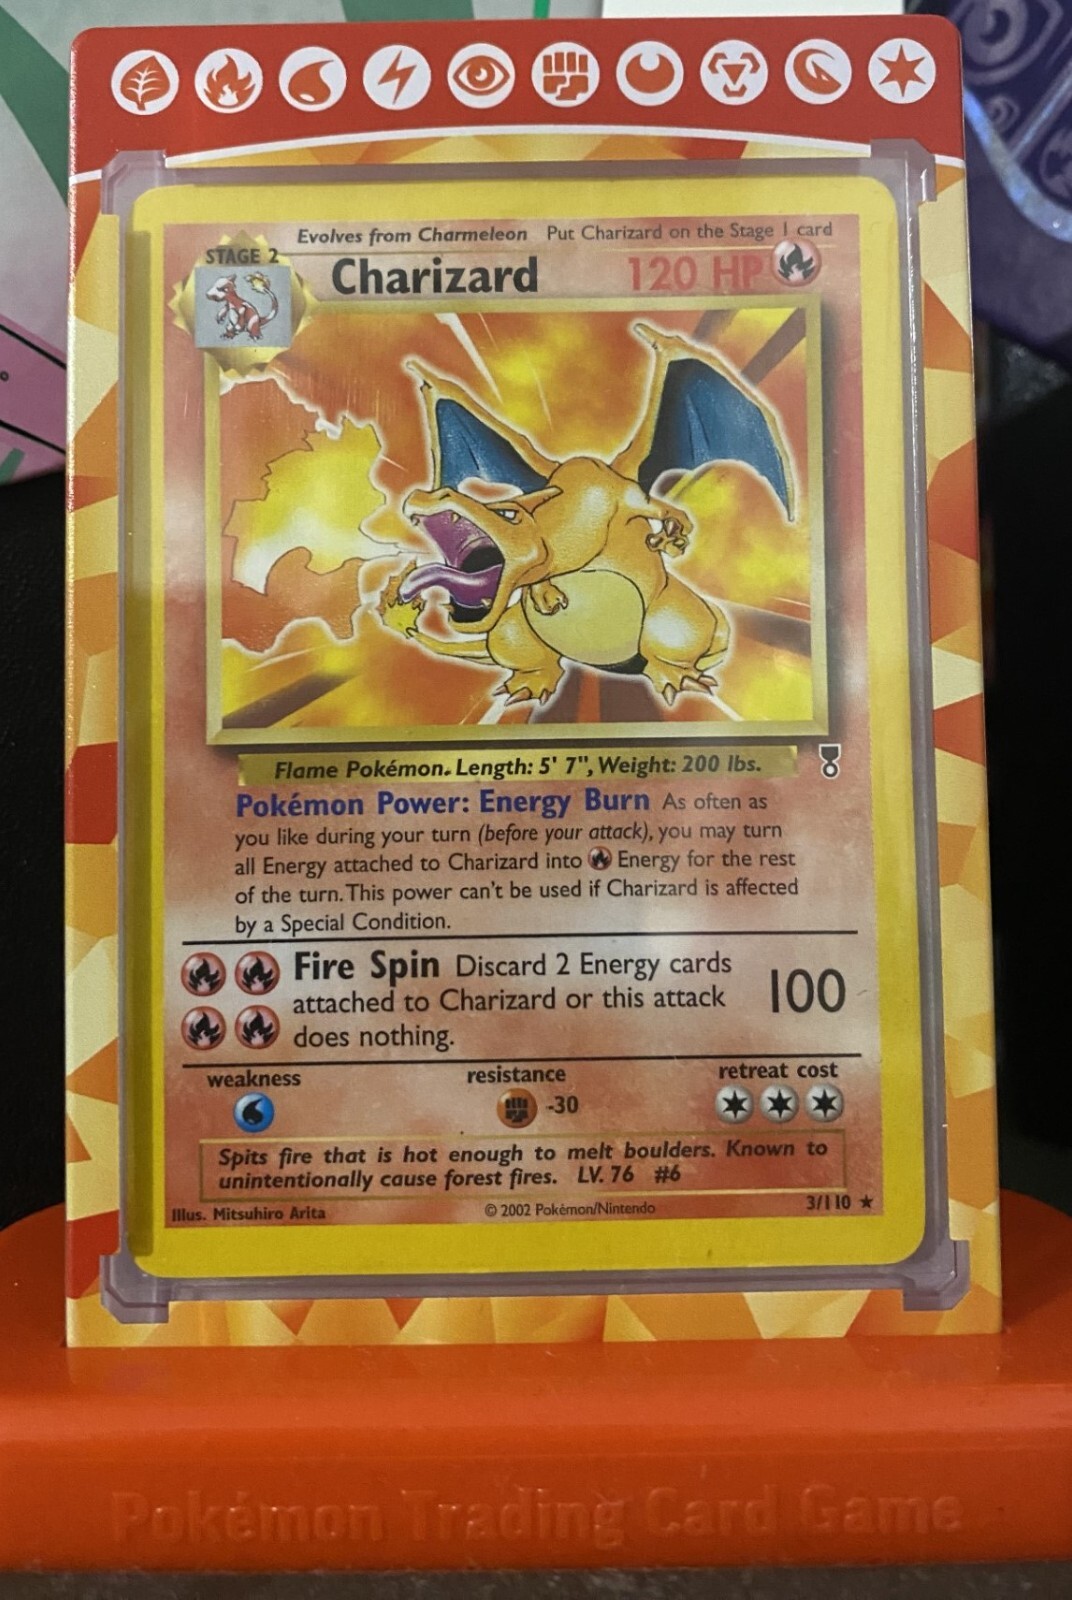 Evolves from Charmeleon Put Charizard on the Stage 1 card
STAGE 2
Charizard 120 HP
Flame Pokémon. Length: 5' 7", Weight: 200 lbs.
Pokémon Power: Energy Burn As often as
you like during your turn (before your attack), you may turn
all Energy attached to Charizard into Energy for the rest
of the turn. This power can't be used if Charizard is affected
by a Special Condition.
Fire Spin Discard 2 Energy cards
attached to Charizard or this attack 100
does nothing.
weakness resistance retreat cost
-30
Spits fire that is hot enough to melt boulders. Known to
unintentionally cause forest fires. LV. 76 #6
Illus. Mitsuhiro Arita © 2002 Pokémon/Nintendo 3/110 ★
Pokémon Trading Card Game